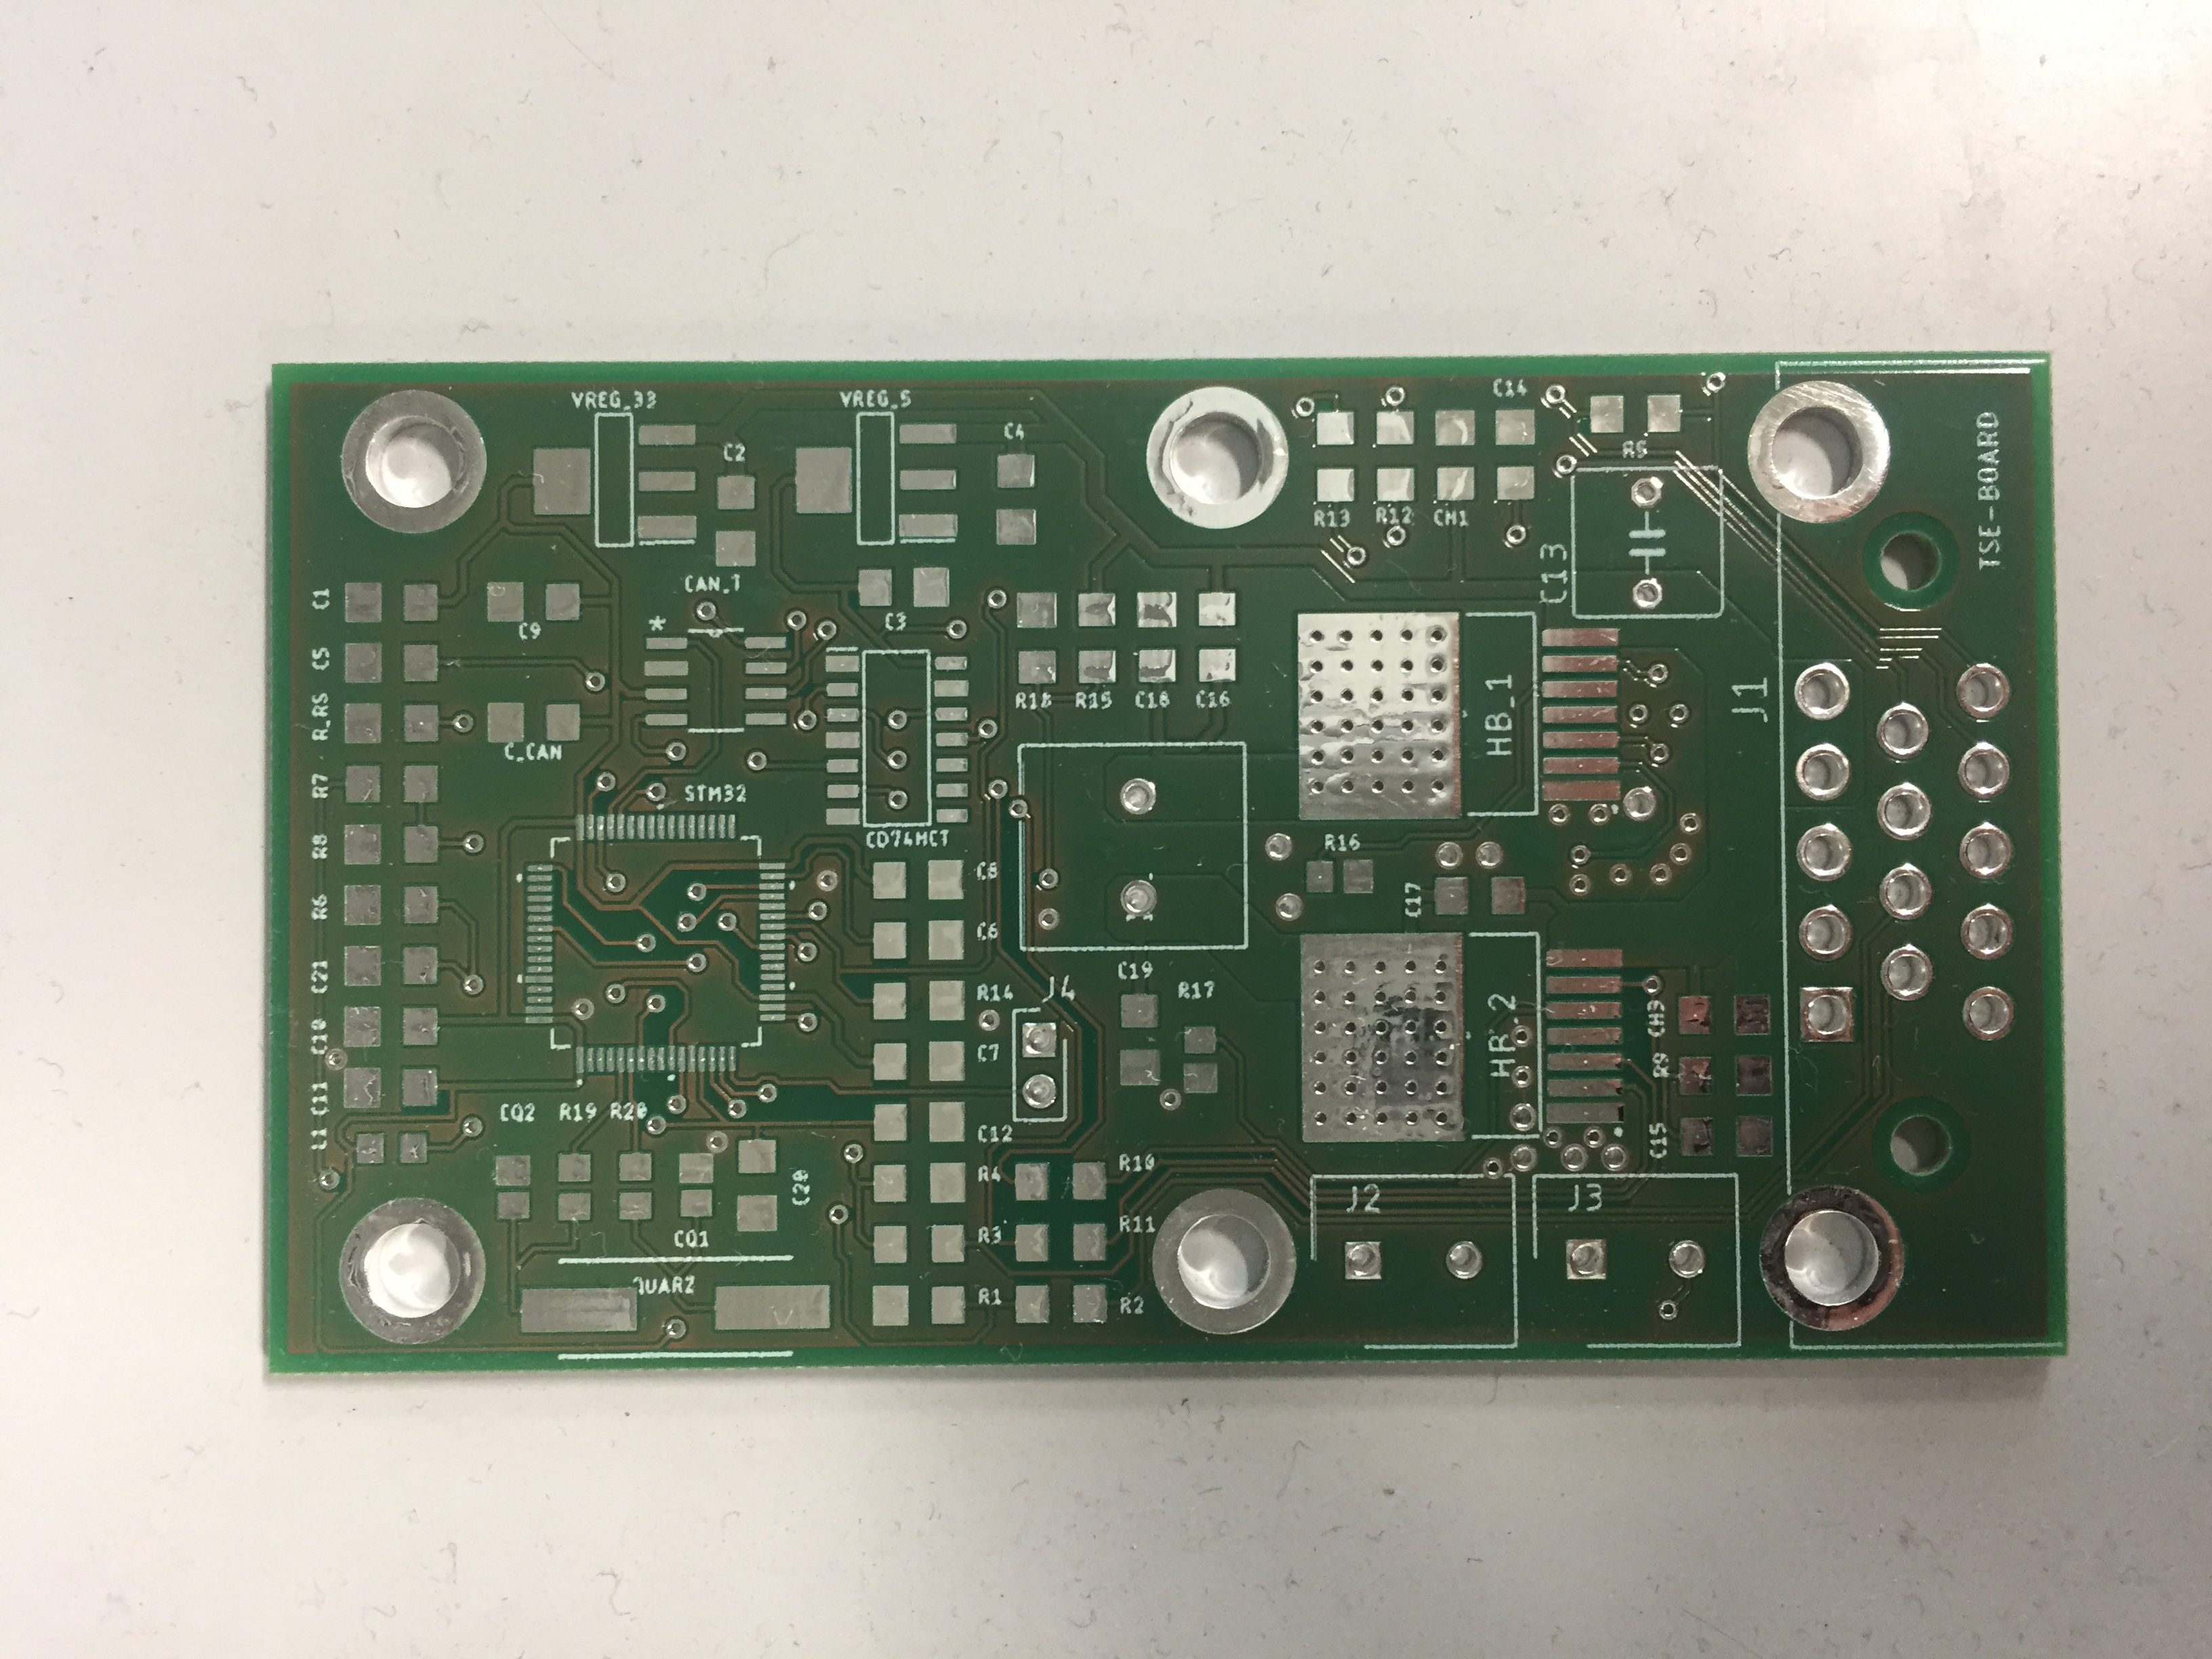 L1 C11 C10 C21 R6 R8 R7 R_RS C5 C1
CQ2
C_CAN
C9
R19
R20
VREG_33
QUARZ
CQ1
STM32
*
CAN_T
C2
C20
CD74HCT
C3
VREG_5
R1 R3 R4 C12 C7 R14 C6 C8
J4
R18
C4
R15
R2 R11 R10
C19
R17
C16
R16
R13
J2
R12
C17
CH1
HB_2
HB_1
C14
C13
J3
C15 R9 CH3
J1
TSE-BOARD